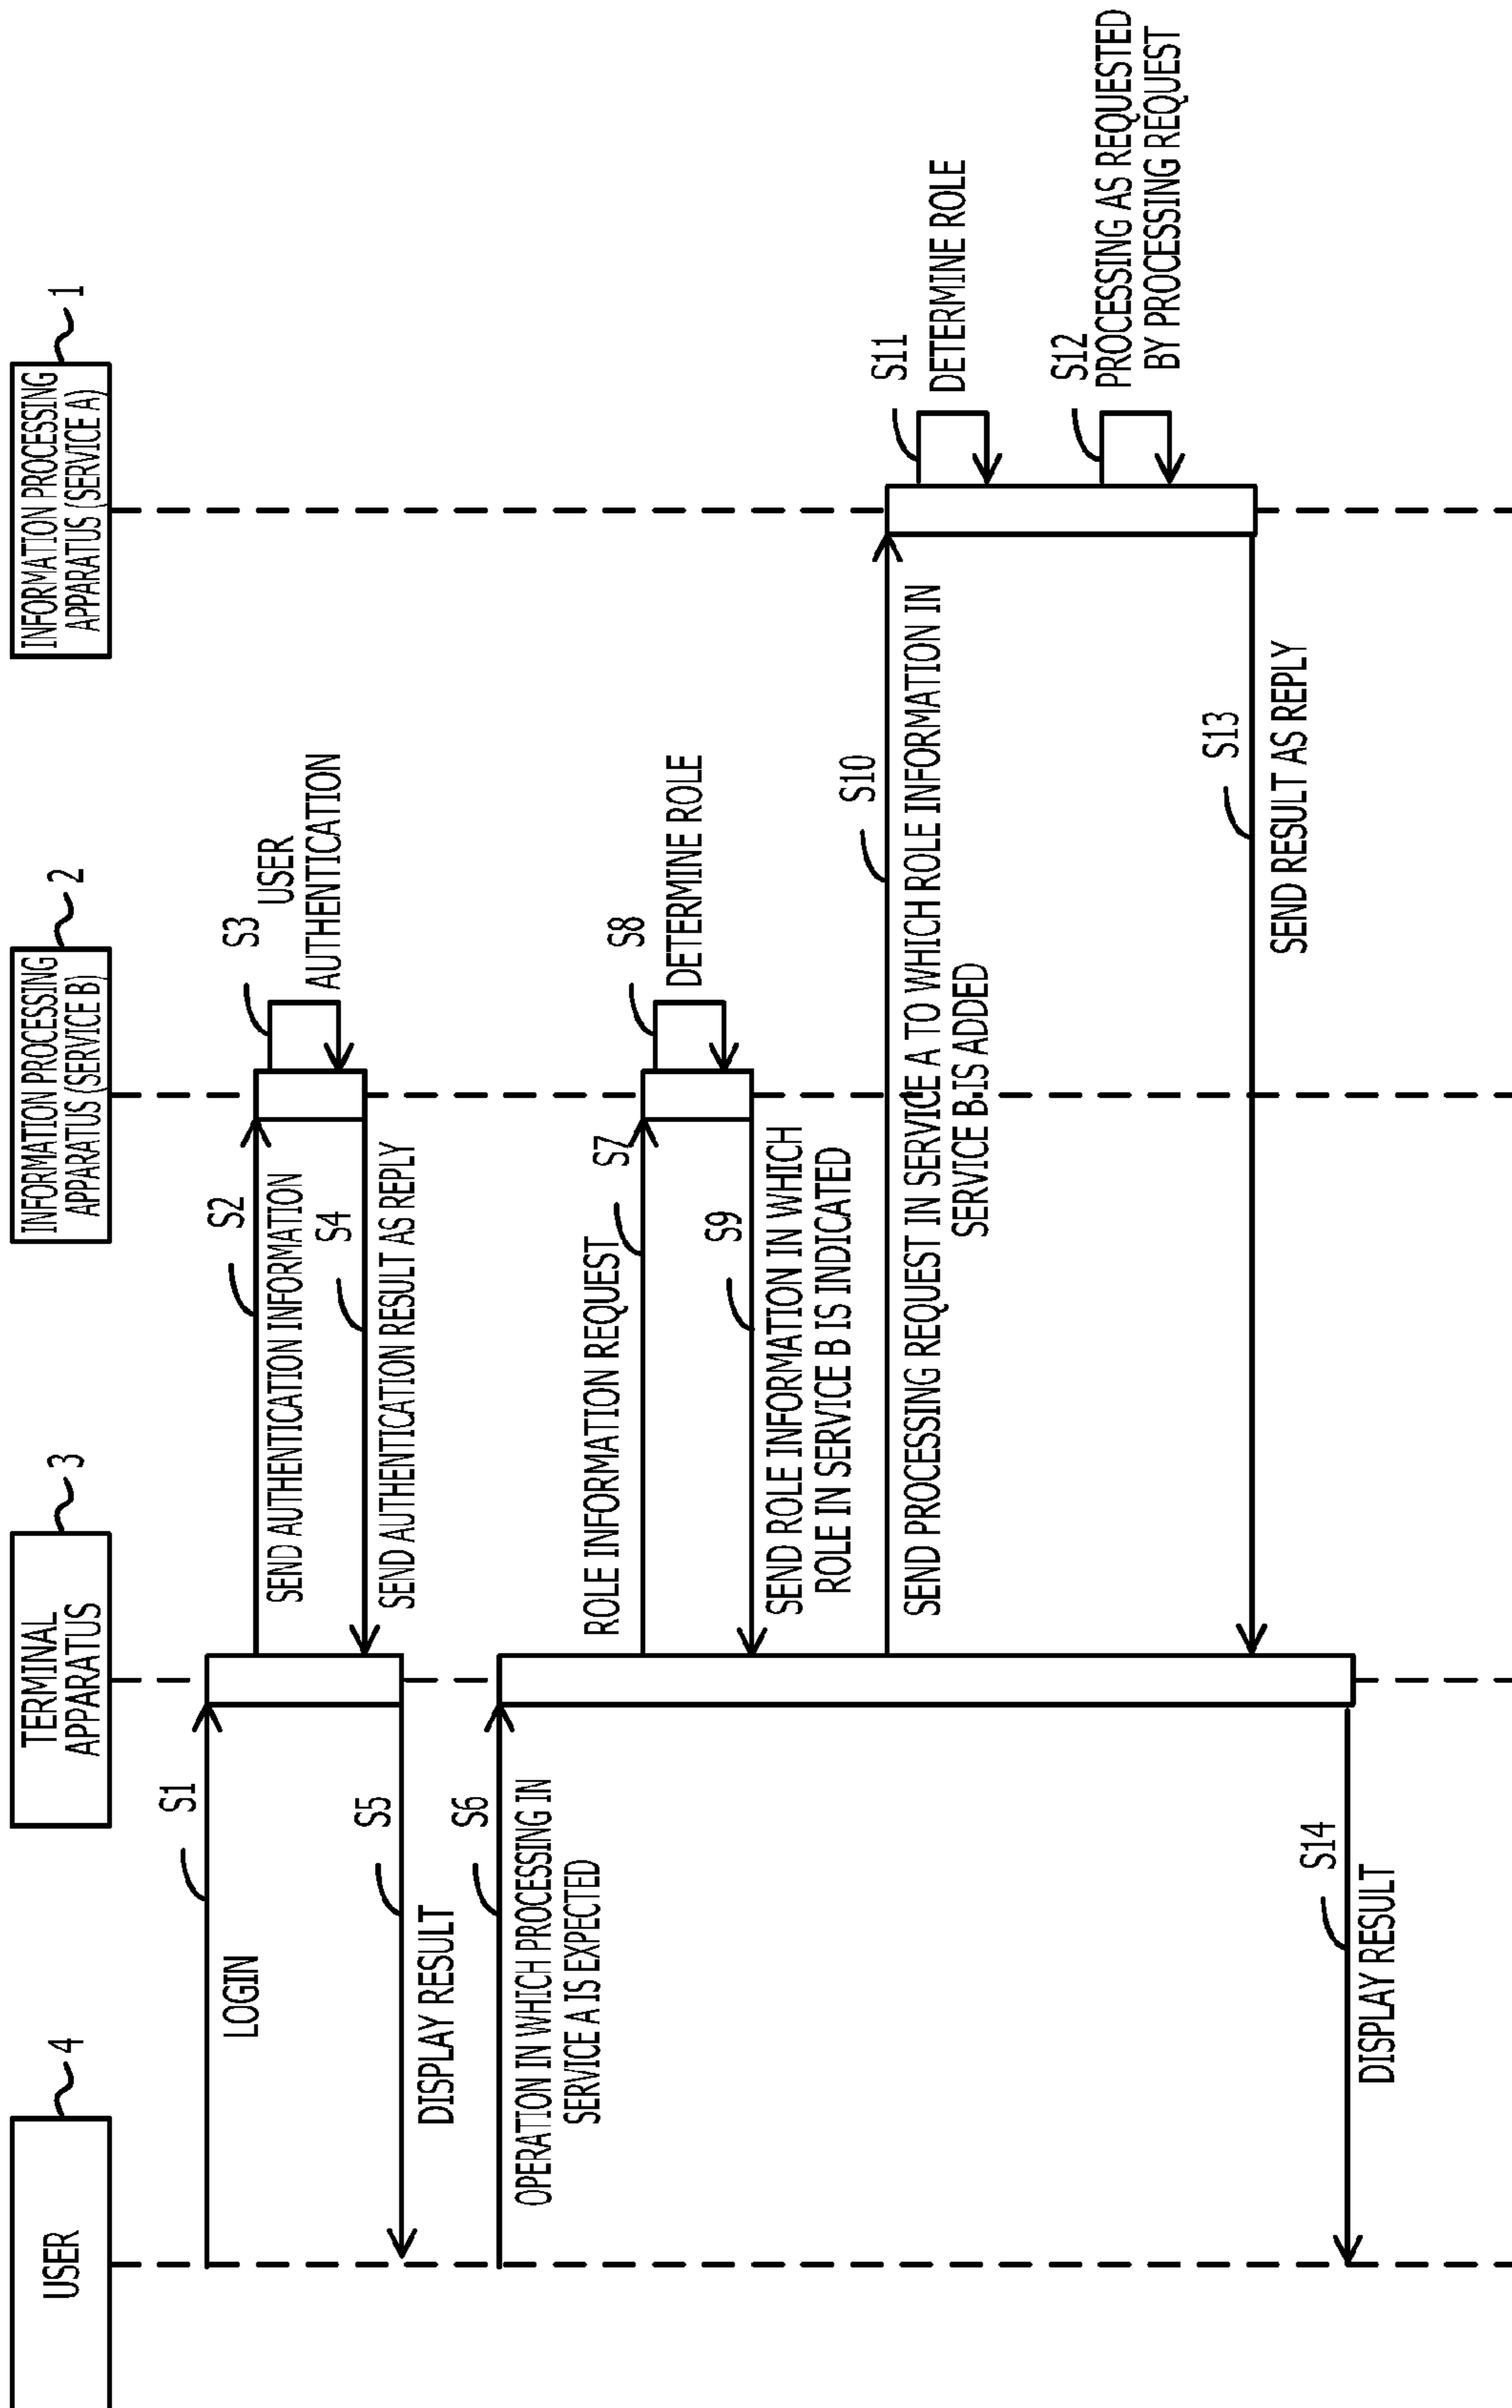 USER
4
TERMINAL
APPARATUS
3
INFORMATION PROCESSING
APPARATUS (SERVICE B)
2
INFORMATION PROCESSING
APPARATUS (SERVICE A)
1
S1
LOGIN
S2
SEND AUTHENTICATION INFORMATION
S3
USER
AUTHENTICATION
S4
SEND AUTHENTICATION RESULT AS REPLY
S5
DISPLAY RESULT
S6
OPERATION IN WHICH PROCESSING IN
SERVICE A IS EXPECTED
S7
ROLE INFORMATION REQUEST
S8
DETERMINE ROLE
S9
SEND ROLE INFORMATION IN WHICH
ROLE IN SERVICE B IS INDICATED
S10
SEND PROCESSING REQUEST IN SERVICE A TO WHICH ROLE INFORMATION IN
SERVICE B IS ADDED
S11
DETERMINE ROLE
S12
PROCESSING AS REQUESTED
BY PROCESSING REQUEST
S13
SEND RESULT AS REPLY
S14
DISPLAY RESULT